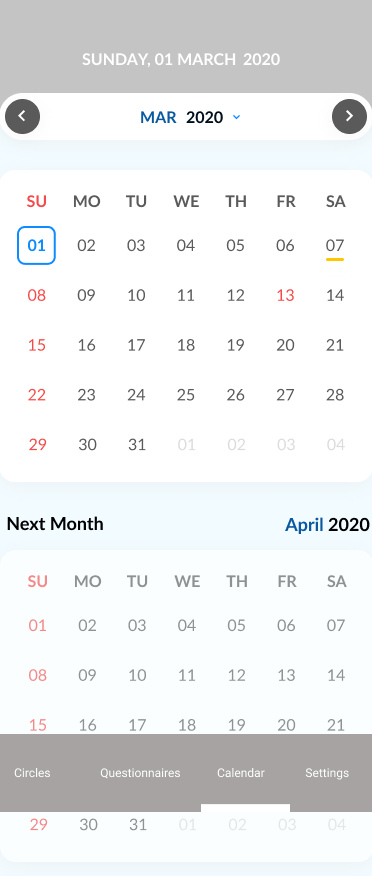 SUNDAY, 01 MARCH 2020
MAR 2020
SU MO TU WE TH FR SA
01 02 03 04 05 06 07
08 09 10 11 12 13 14
15 16 17 18 19 20 21
22 23 24 25 26 27 28
29 30 31 01 02 03 04
Next Month April 2020
SU MO TU WE TH FR SA
01 02 03 04 05 06 07
08 09 10 11 12 13 14
15 16 17 18 19 20 21
Circles Questionnaires Calendar Settings
29 30 31 01 02 03 04